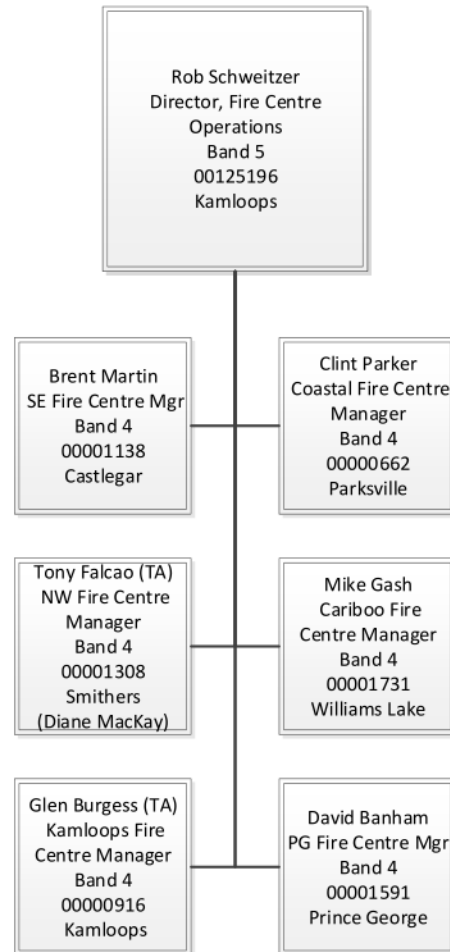 Rob Schweitzer
Director, Fire Centre
Operations
Band 5
00125196
Kamloops
Brent Martin
SE Fire Centre Mgr
Band 4
00001138
Castlegar
Clint Parker
Coastal Fire Centre
Manager
Band 4
00000662
Parksville
Tony Falcao (TA)
NW Fire Centre
Manager
Band 4
00001308
Smithers
(Diane MacKay)
Mike Gash
Cariboo Fire
Centre Manager
Band 4
00001731
Williams Lake
Glen Burgess (TA)
Kamloops Fire
Centre Manager
Band 4
00000916
Kamloops
David Banham
PG Fire Centre Mgr
Band 4
00001591
Prince George